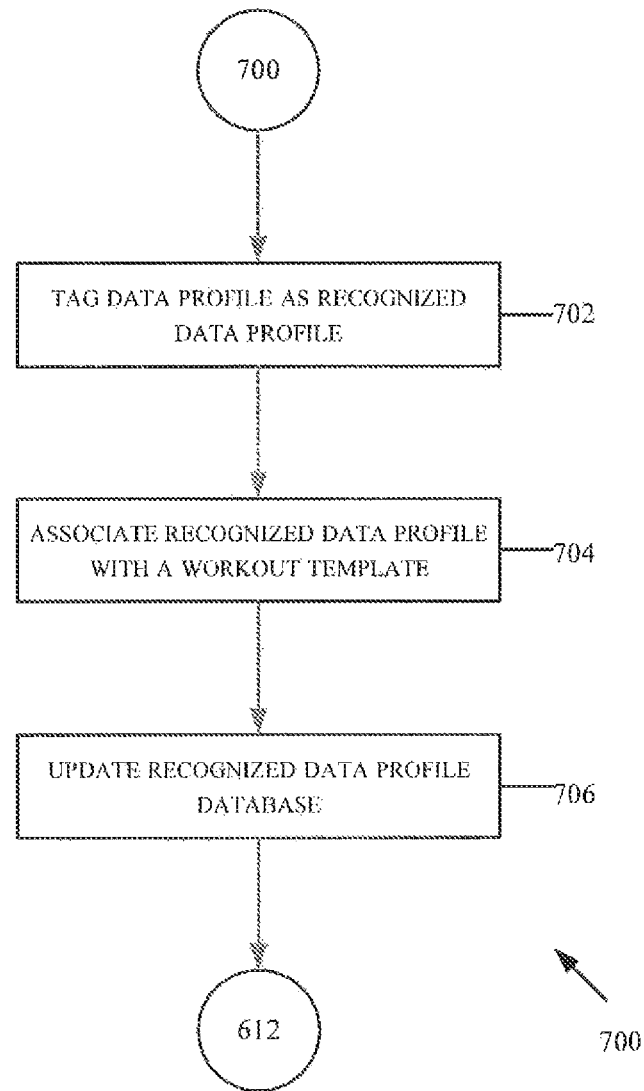 700
TAG DATA PROFILE AS RECOGNIZED
DATA PROFILE
702
ASSOCIATE RECOGNIZED DATA PROFILE
WITH A WORKOUT TEMPLATE
704
UPDATE RECOGNIZED DATA PROFILE
DATABASE
706
612
700